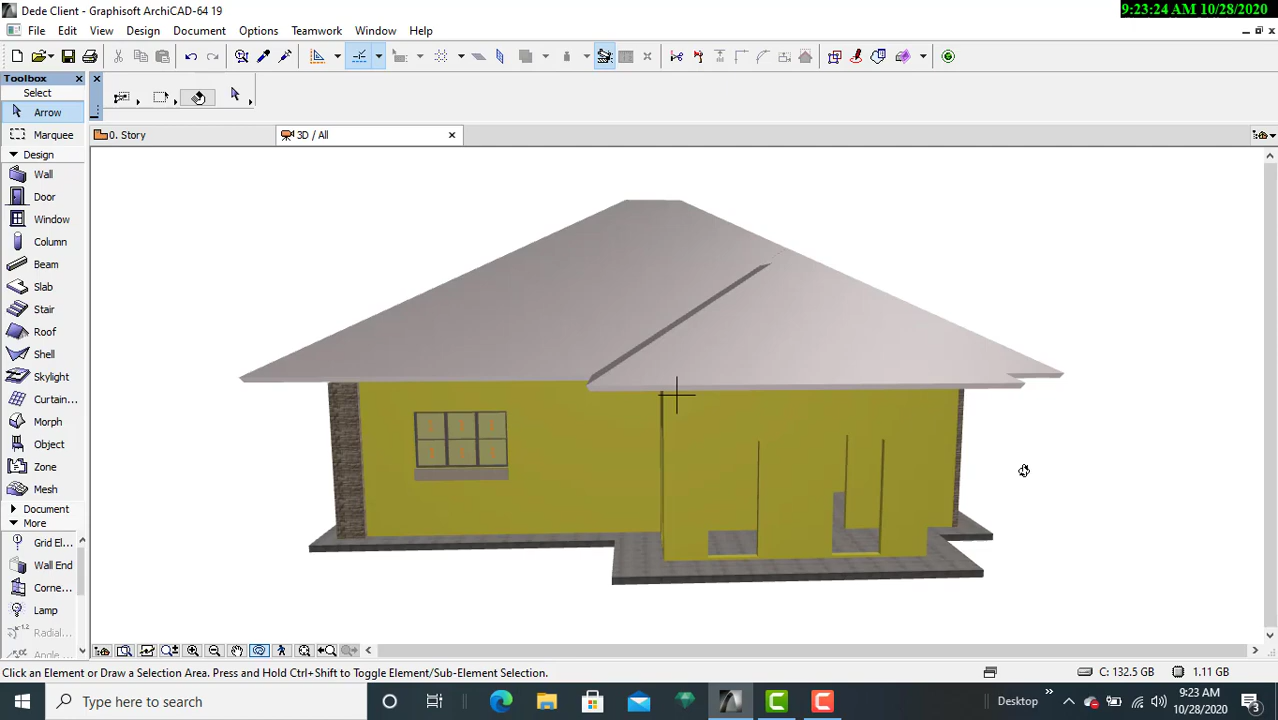 Dede Client - Graphisoft ArchiCAD-64 19
9:23:24 AM 10/28/2020
File Edit View Design Document Options Teamwork Window Help
Toolbox
Select
Arrow
Marquee
Design
Wall
Door
Window
Column
Beam
Slab
Stair
Roof
Shell
Skylight
Curtain...
Morph
Object
Zone
Mesh
Document
More
Grid El...
Wall End
Corne...
Lamp
Radial...
Angle
0. Story
3D / All
Click an Element or Draw a Selection Area. Press and Hold Ctrl+Shift to Toggle Element/Sub-Element Selection.
C: 132.5 GB
1.11 GB
Type here to search
Desktop
9:23 AM
10/28/2020
3